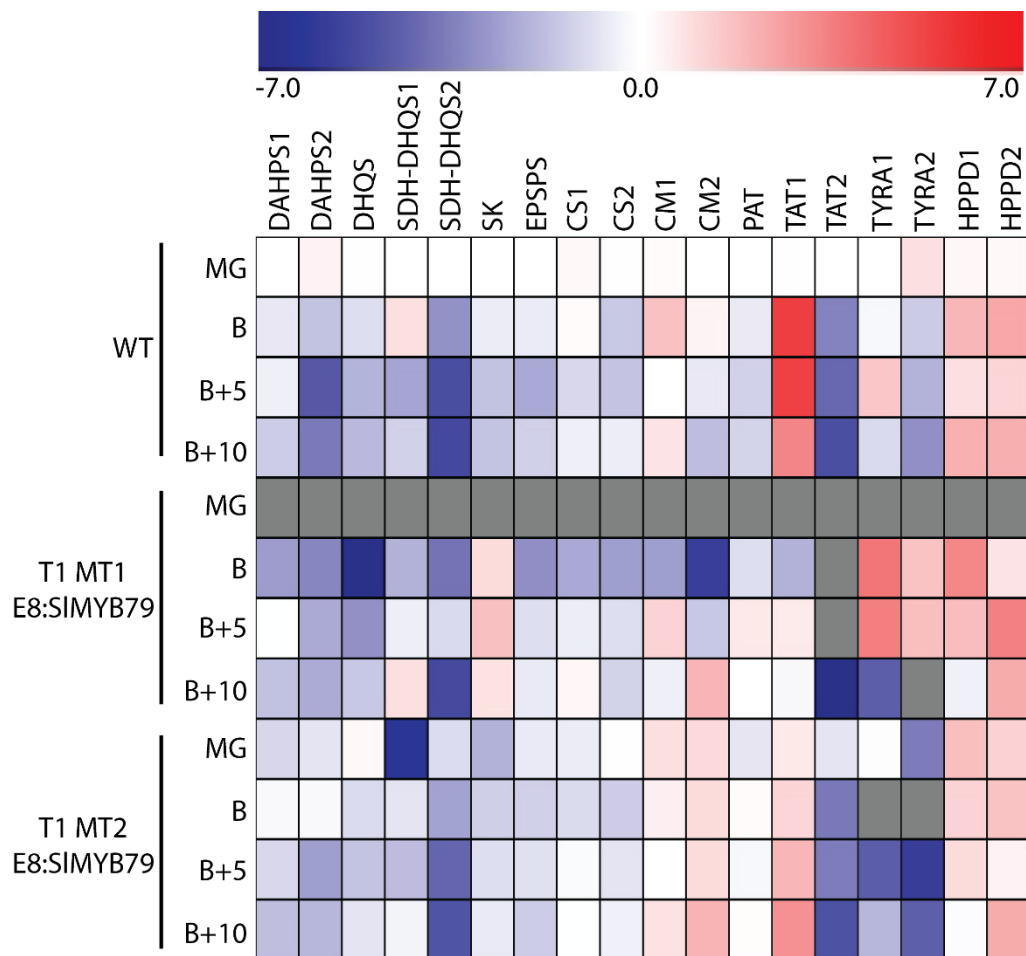 -7.0 0.0 7.0
DAHPS1 DAHPS2 DHQS SDH-DHQS1 SDH-DHQS2 SK EPSPS CS1 CS2 CM1 CM2 PAT TAT1 TAT2 TYRA1 TYRA2 HPPD1 HPPD2
WT
MG
B
B+5
B+10
T1 MT1
E8:SlMYB79
MG
B
B+5
B+10
T1 MT2
E8:SlMYB79
MG
B
B+5
B+10